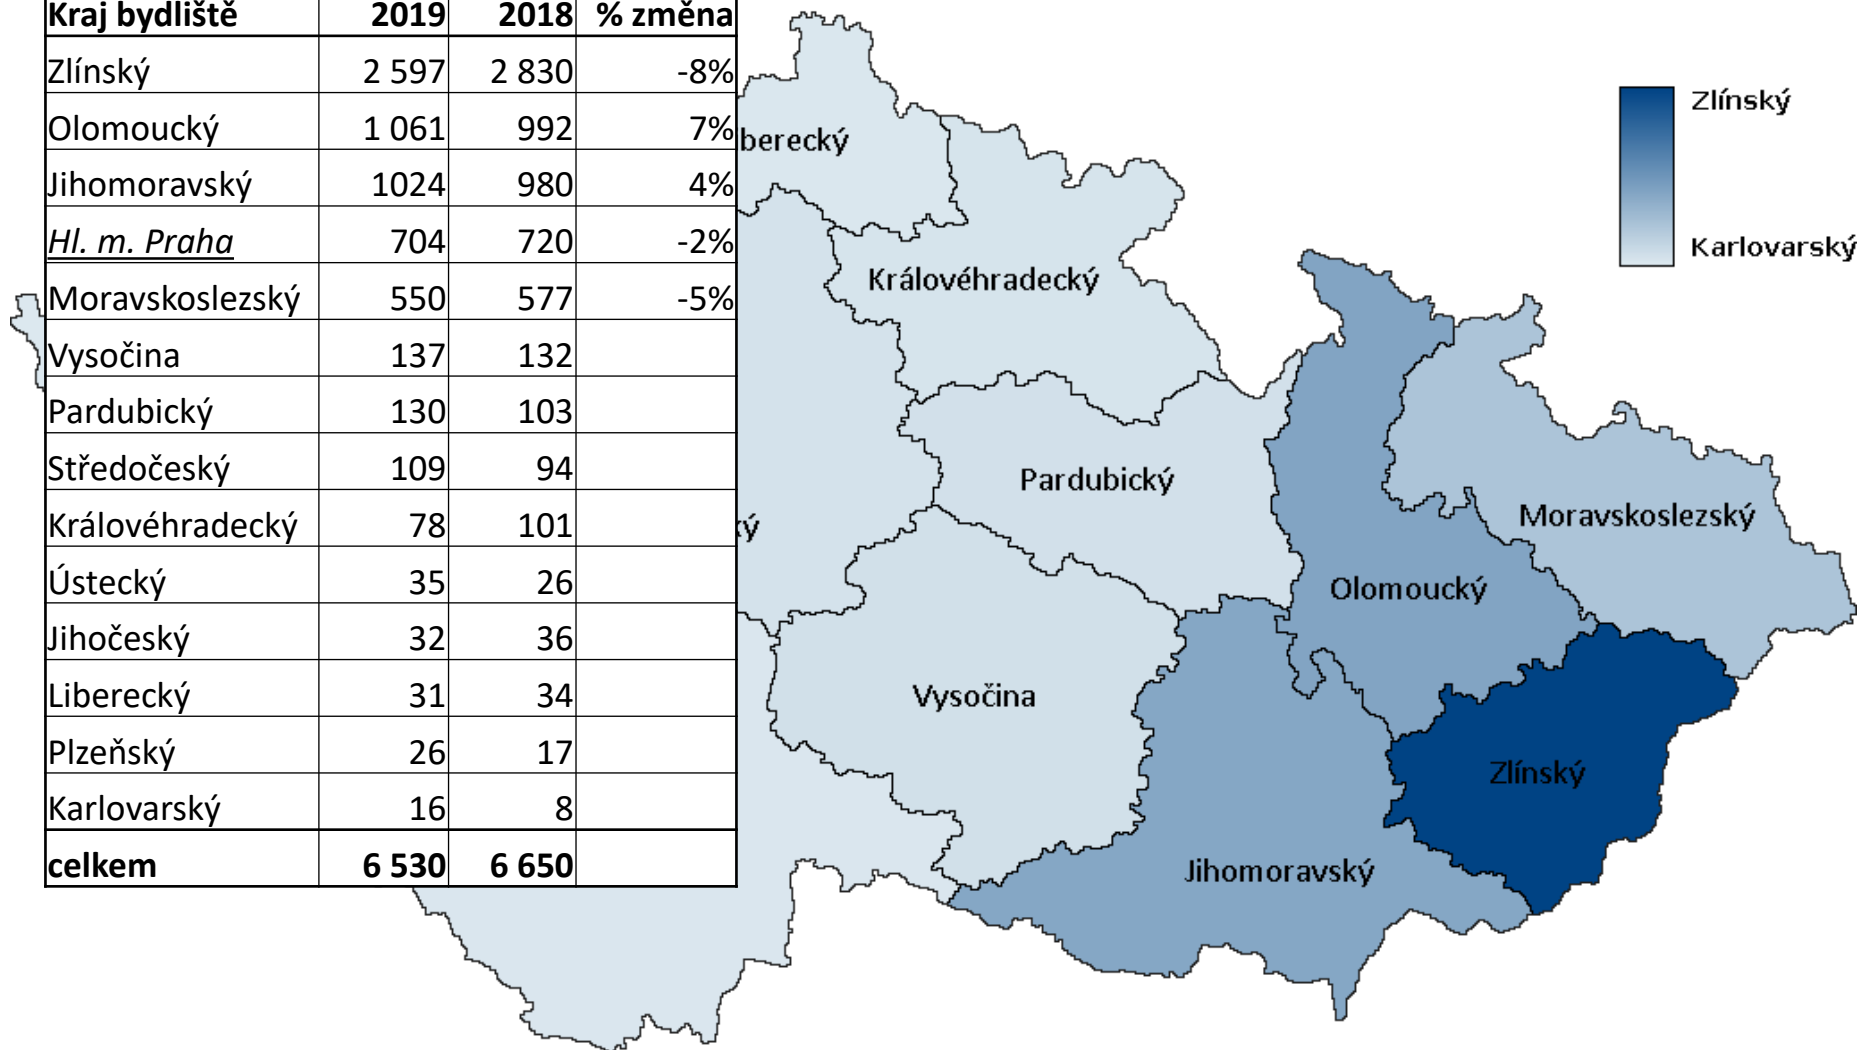 Kraj bydliště 2019 2018 % změna
Zlínský 2 597 2 830 -8%
Olomoucký 1 061 992 7%
Jihomoravský 1024 980 4%
Hl. m. Praha 704 720 -2%
Moravskoslezský 550 577 -5%
Vysočina 137 132
Pardubický 130 103
Středočeský 109 94
Královéhradecký 78 101
Ústecký 35 26
Jihočeský 32 36
Liberecký 31 34
Plzeňský 26 17
Karlovarský 16 8
celkem 6 530 6 650
berecký
Královéhradecký
Pardubický
ký
Vysočina
Moravskoslezský
Olomoucký
Zlínský
Jihomoravský
Zlínský
Karlovarský